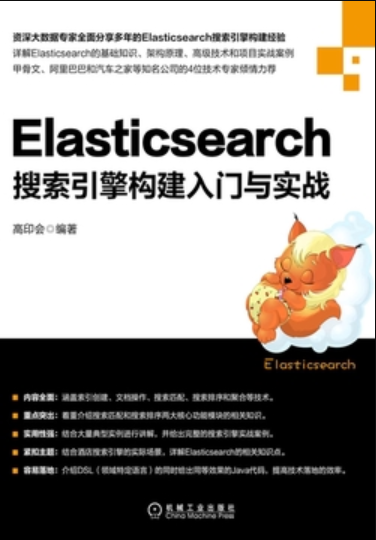 资深大数据专家全面分享多年的Elasticsearch搜索引擎构建经验
详解Elasticsearch的基础知识、架构原理、高级技术和项目实战案例
甲骨文、阿里巴巴和汽车之家等知名公司的4位技术专家倾情力荐
Elasticsearch
搜索引擎构建入门与实战
高印会◎编著
Elasticsearch
内容全面：涵盖索引创建、文档操作、搜索匹配、搜索排序和聚合等技术。
重点突出：着重介绍搜索匹配和搜索排序两大核心功能模块的相关知识。
实用性强：结合大量典型实例进行讲解，并给出完整的搜索引擎实战案例。
紧扣主题：结合酒店搜索引擎的实际场景，详解Elasticsearch的相关知识点。
容易落地：介绍DSL（领域特定语言）的同时给出同等效果的Java代码，提高技术落地的效率。
机械工业出版社
China Machine Press